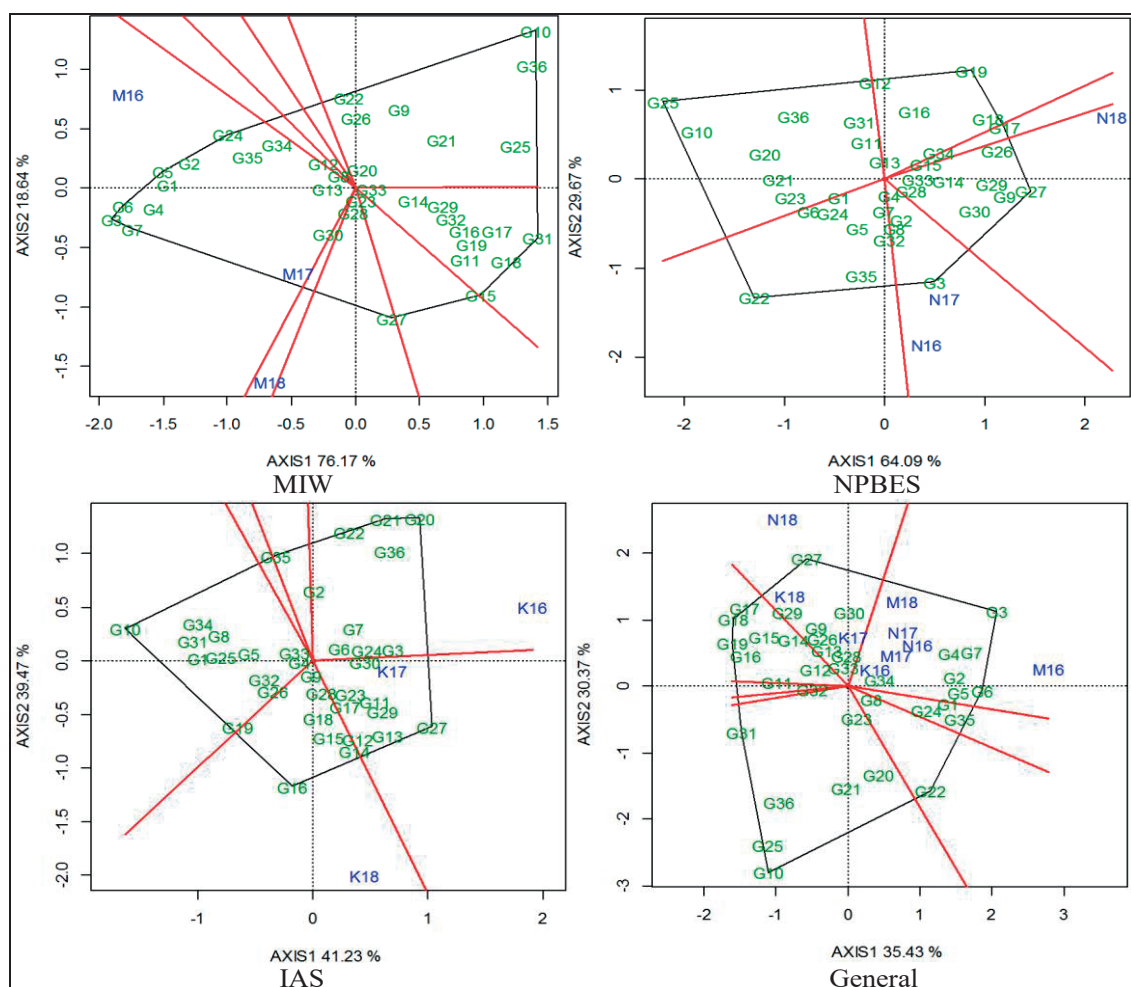 G10
1.0
G36
M16
G22
G9
G26
0.5
G24
G21
G34
G25
G35
G2
G12
G20
G5
G8
0.0
G1
G13
G33
G14
G23
G6
G4
G29
G28
G3
G32
G7
G16
G17
-0.5
G30
G31
G19
G11
G18
M17
-1.0
G15
G27
-1.5
M18
AXIS2 18.64 %
-2.0
-1.5
-1.0
-0.5
0.0
0.5
1.0
1.5
AXIS1 76.17 %
MIW
G19
G12
1
G25
G36
G31
G16
G18
N18
G17
G10
G11
G20
G34
G26
G13
G15
0
G21
G33
G14
G29
G27
G23
G1
G4
G28
G9
G6
G24
G7
G30
G2
G5
G8
G32
-1
G35
G3
G22
N17
N16
-2
AXIS2 29.67 %
-2
-1
0
1
2
AXIS1 64.09 %
NPBES
G21
G20
G22
1.0
G35
G36
G2
0.5
K16
G34
G10
G8
G7
G31
G6
G24
G3
0.0
G1
G25
G5
G33
G4
G30
K17
G9
G32
G26
G28
G23
G17
G11
-0.5
G18
G29
G19
G27
G15
G12
G13
G14
-1.0
G16
-1.5
-2.0
K18
AXIS2 39.47 %
-1
0
1
2
AXIS1 41.23 %
IAS
N18
2
G27
K18
M18
1
G17
G18
G29
G30
G3
G9
K17
N17
G15
G14
G26
N16
G19
G16
G13
G28
M17
G4
G7
G12
G33
K16
M16
0
G11
G32
G34
G2
G5
G6
G8
G1
G24
G35
G23
-1
G31
G20
G21
G22
G36
-2
G25
G10
-3
AXIS2 30.37 %
-2
-1
0
1
2
3
AXIS1 35.43 %
General